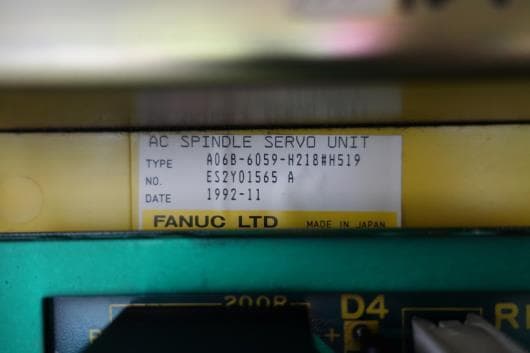 AC SPINDLE SERVO UNIT
TYPE A06B-6059-H218#H519
NO. ES2Y01565 A
DATE 1992-11
FANUC LTD MADE IN JAPAN
200R
D4
+